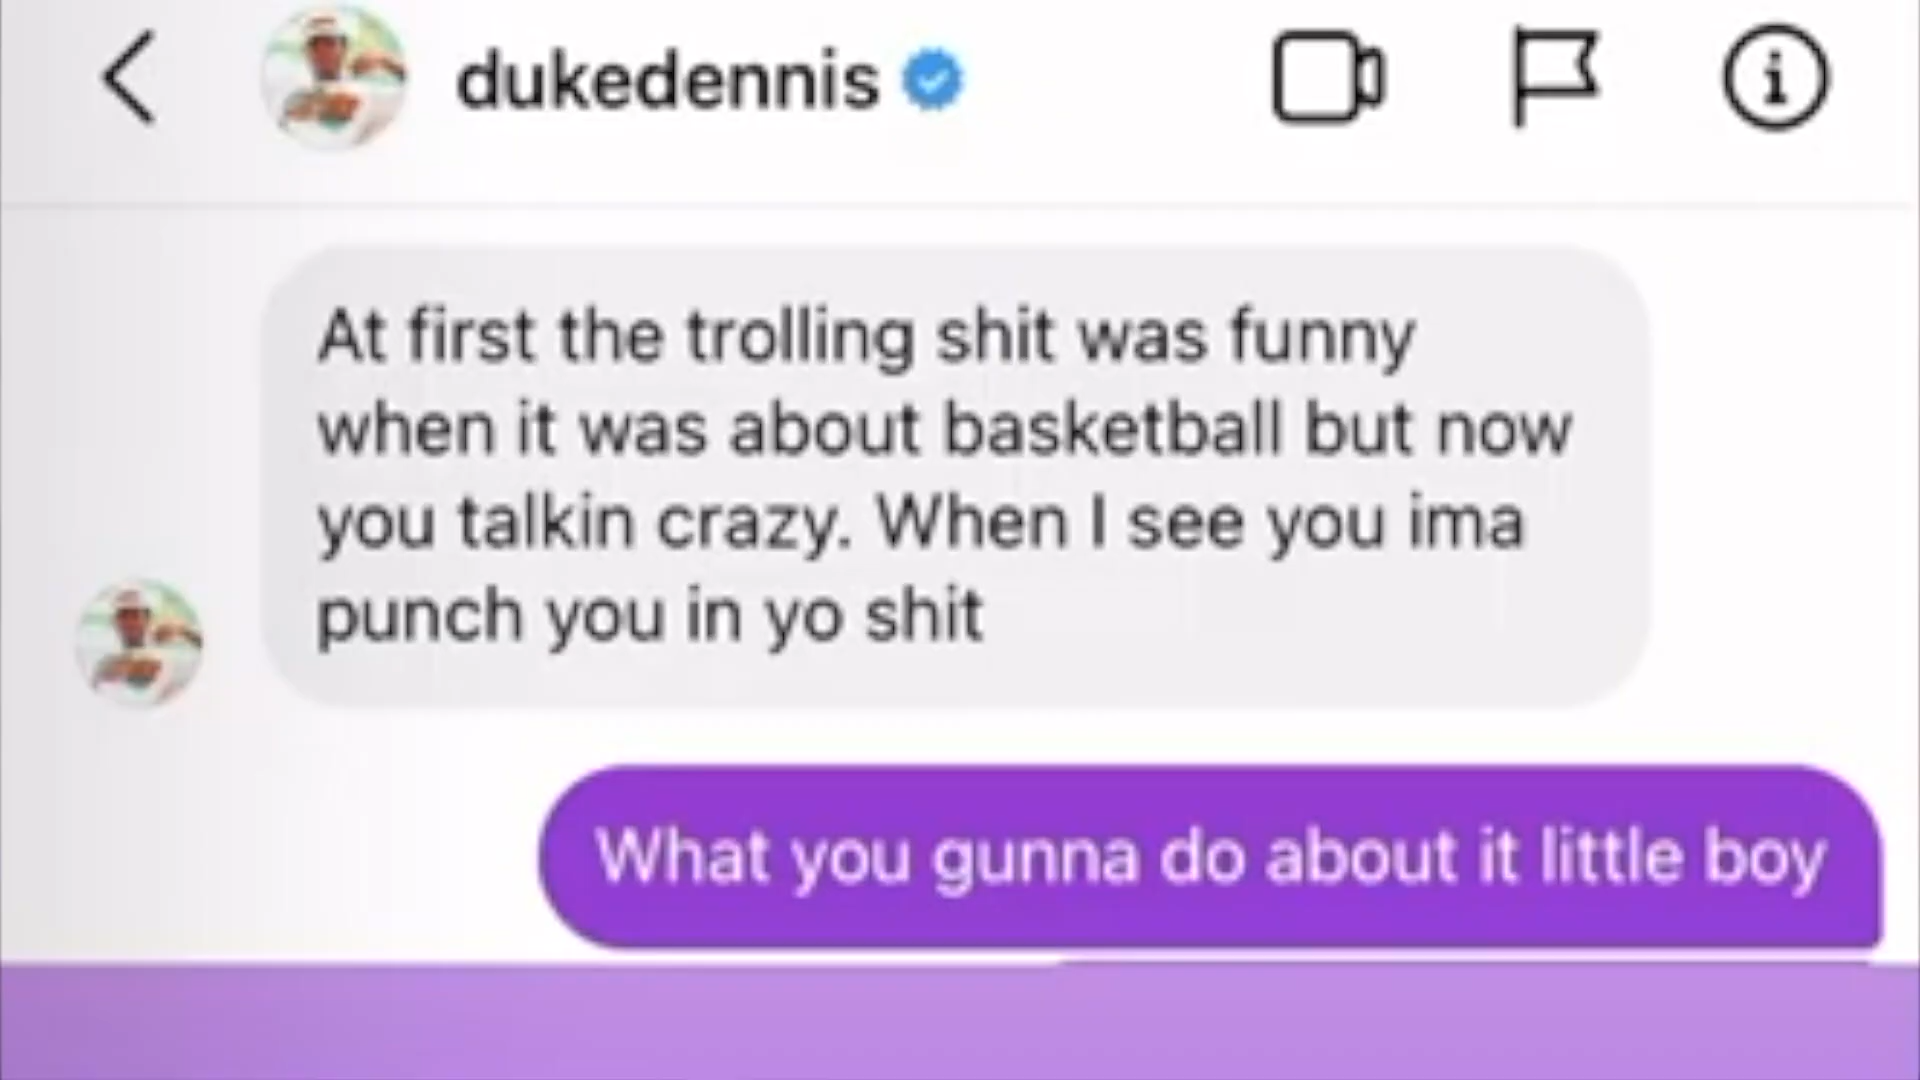 dukedennis
At first the trolling shit was funny
when it was about basketball but now
you talkin crazy. When I see you ima
punch you in yo shit
What you gunna do about it little boy